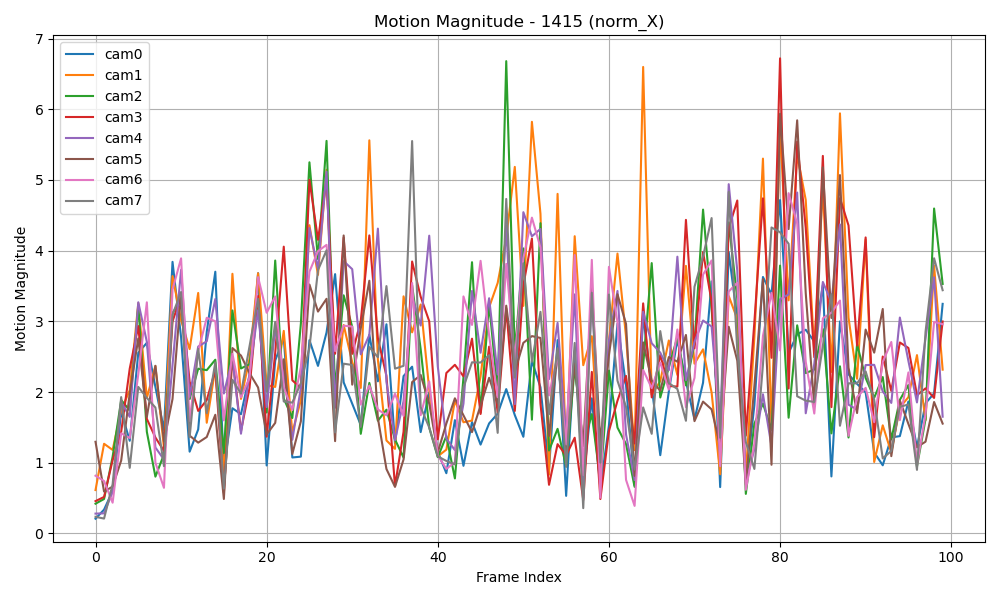 Motion Magnitude - 1415 (norm_X)
7
6
5
4
3
2
1
0
Motion Magnitude
cam0
cam1
cam2
cam3
cam4
cam5
cam6
cam7
0 20 40 60 80 100
Frame Index